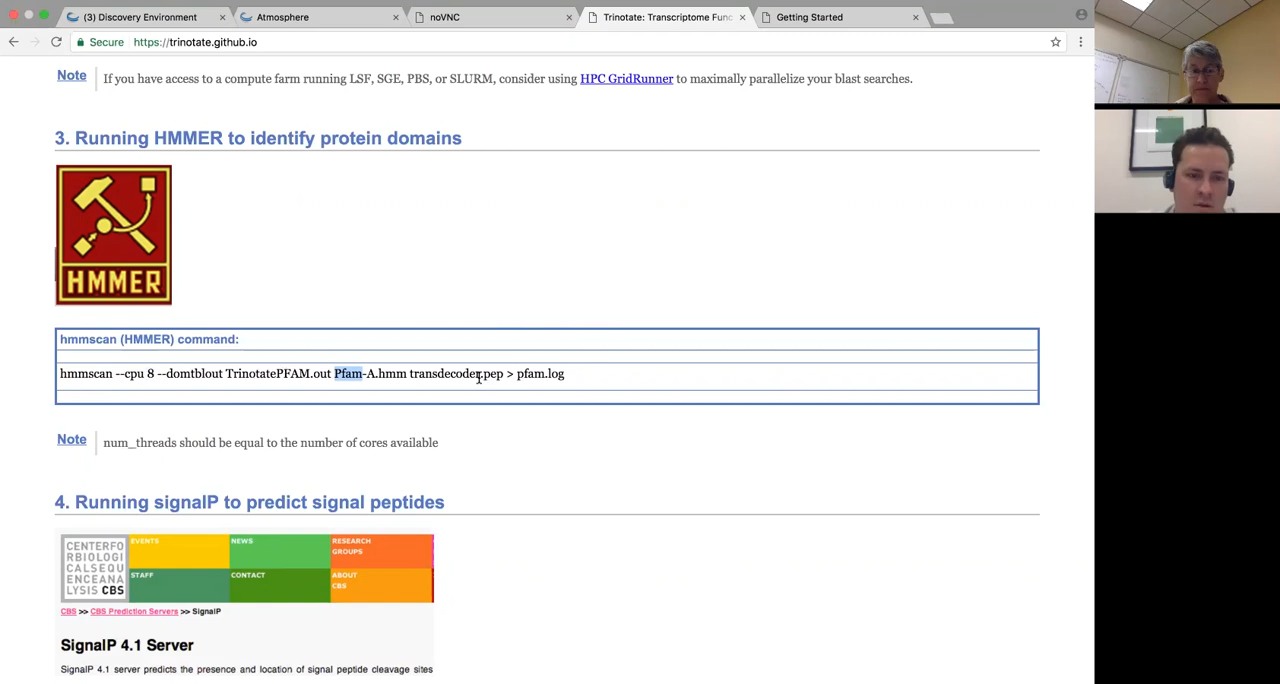 (3) Discovery Environment
Atmosphere
noVNC
Trinotate: Transcriptome Func
Getting Started
Secure https://trinotate.github.io
Note If you have access to a compute farm running LSF, SGE, PBS, or SLURM, consider using HPC GridRunner to maximally parallelize your blast searches.
3. Running HMMER to identify protein domains
HMMER
hmmscan (HMMER) command:
hmmscan --cpu 8 --domtblout TrinotatePFAM.out Pfam-A.hmm transdecoder.pep > pfam.log
Note num_threads should be equal to the number of cores available
4. Running signalP to predict signal peptides
CENTERFO
RBIOLOGI
CALSEQU
ENCEANA
LYSIS CBS
EVENTS
NEWS
RESEARCH
GROUPS
STAFF
CONTACT
ABOUT
CBS
CBS >> CBS Prediction Servers >> SignalP
SignalP 4.1 Server
SignalP 4.1 server predicts the presence and location of signal peptide cleavage sites